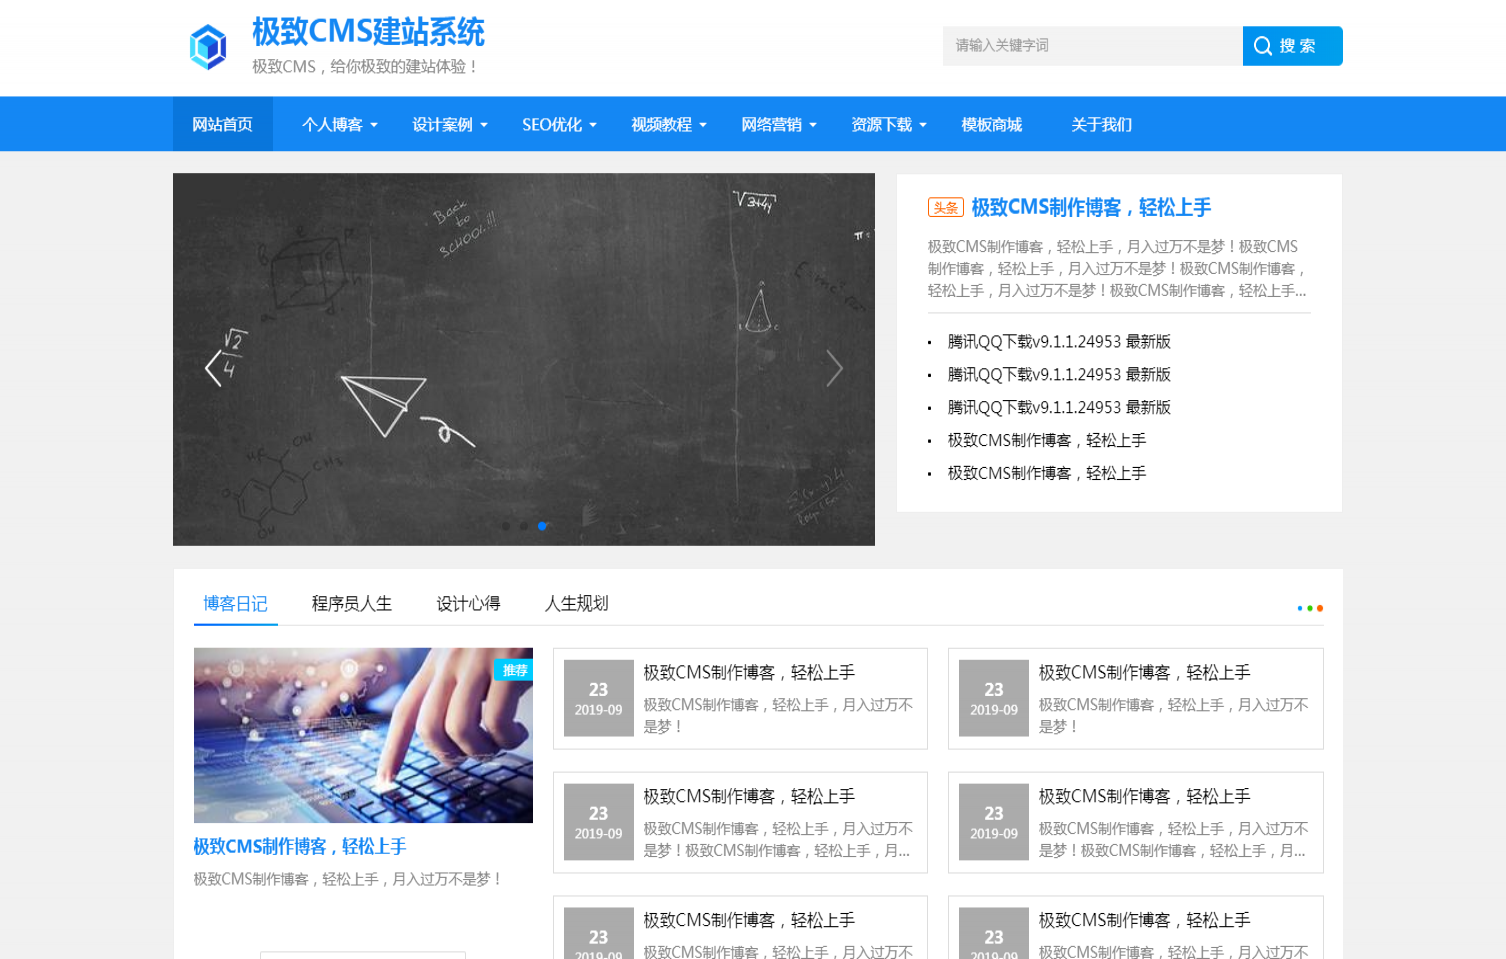 极致CMS建站系统
极致CMS，给你极致的建站体验！
请输入关键字词
搜 索
网站首页 个人博客 设计案例 SEO优化 视频教程 网络营销 资源下载 模板商城 关于我们
Back
to
SCHOOL!!!
√3+4y
π=
√2
4
HF
OH
CH3
OH
头条 极致CMS制作博客，轻松上手
极致CMS制作博客，轻松上手，月入过万不是梦！极致CMS
制作博客，轻松上手，月入过万不是梦！极致CMS制作博客，
轻松上手，月入过万不是梦！极致CMS制作博客，轻松上手...
腾讯QQ下载v9.1.1.24953 最新版
腾讯QQ下载v9.1.1.24953 最新版
腾讯QQ下载v9.1.1.24953 最新版
极致CMS制作博客，轻松上手
极致CMS制作博客，轻松上手
博客日记 程序员人生 设计心得 人生规划
推荐
极致CMS制作博客，轻松上手
极致CMS制作博客，轻松上手，月入过万不是梦！
23
2019-09
极致CMS制作博客，轻松上手
极致CMS制作博客，轻松上手，月入过万不
是梦！
23
2019-09
极致CMS制作博客，轻松上手
极致CMS制作博客，轻松上手，月入过万不
是梦！
23
2019-09
极致CMS制作博客，轻松上手
极致CMS制作博客，轻松上手，月入过万不
是梦！极致CMS制作博客，轻松上手，月...
23
2019-09
极致CMS制作博客，轻松上手
极致CMS制作博客，轻松上手，月入过万不
是梦！极致CMS制作博客，轻松上手，月...
23
2019-09
极致CMS制作博客，轻松上手
极致CMS制作博客，轻松上手，月入过万不
23
2019-09
极致CMS制作博客，轻松上手
极致CMS制作博客，轻松上手，月入过万不